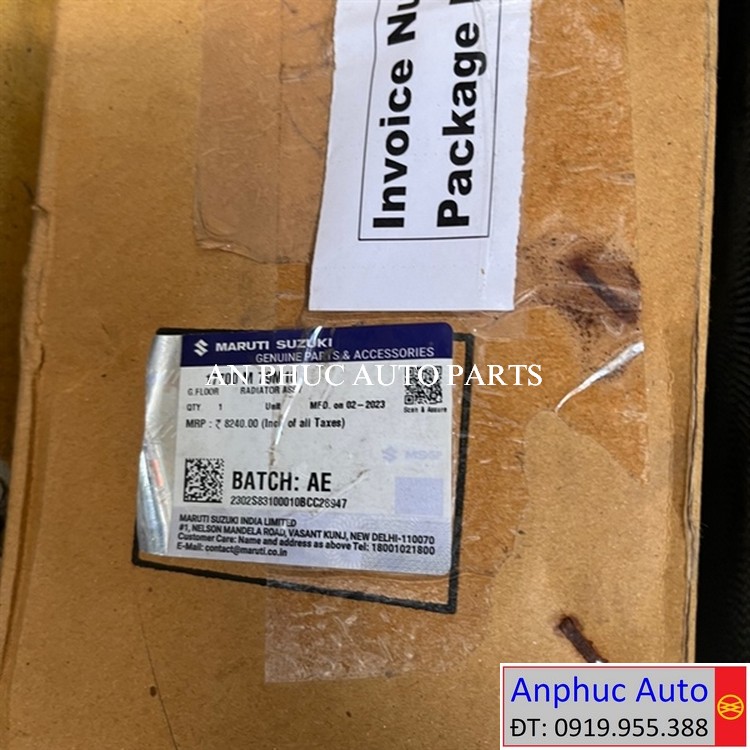 Invoice Nu
Package
MARUTI SUZUKI
GENUINE PARTS & ACCESSORIES
AN PHUC AUTO PARTS
G.FLOOR RADIATOR ASSY
QTY 1 Unit MFD. on 02-2023
Scan & Assure
MRP : ₹ 8240.00 (Incl. of all Taxes)
BATCH: AE
2302S83100010BCC26947
MARUTI SUZUKI INDIA LIMITED
#1, NELSON MANDELA ROAD, VASANT KUNJ, NEW DELHI-110070
Customer Care: Name and address as above Tel: 18001021800
E-Mail: contact@maruti.co.in
Anphuc Auto
ĐT: 0919.955.388